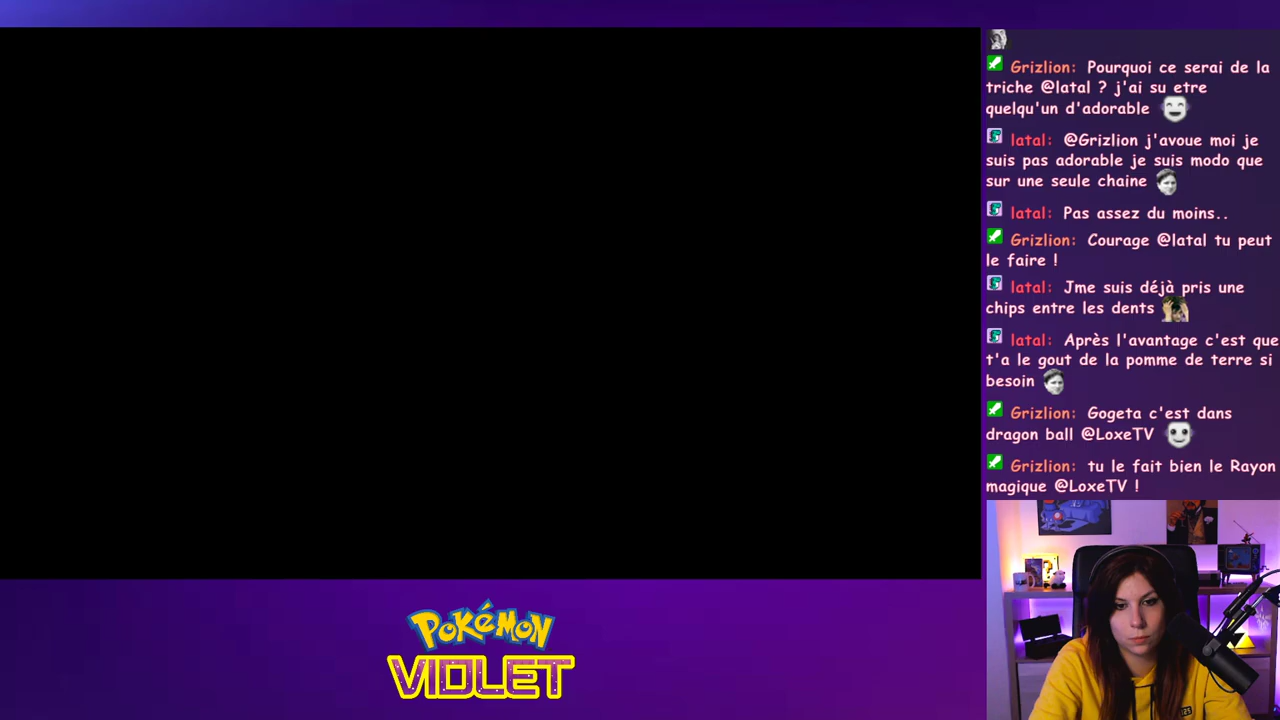 Grizlion: Pourquoi ce serai de la
triche @latal ? j'ai su etre
quelqu'un d'adorable
latal: @Grizlion j'avoue moi je
suis pas adorable je suis modo que
sur une seule chaine
latal: Pas assez du moins..
Grizlion: Courage @latal tu peut
le faire !
latal: Jme suis déjà pris une
chips entre les dents
latal: Après l'avantage c'est que
t'a le gout de la pomme de terre si
besoin
Grizlion: Gogeta c'est dans
dragon ball @LoxeTV
Grizlion: tu le fait bien le Rayon
magique @LoxeTV !
POKéMON
VIOLET